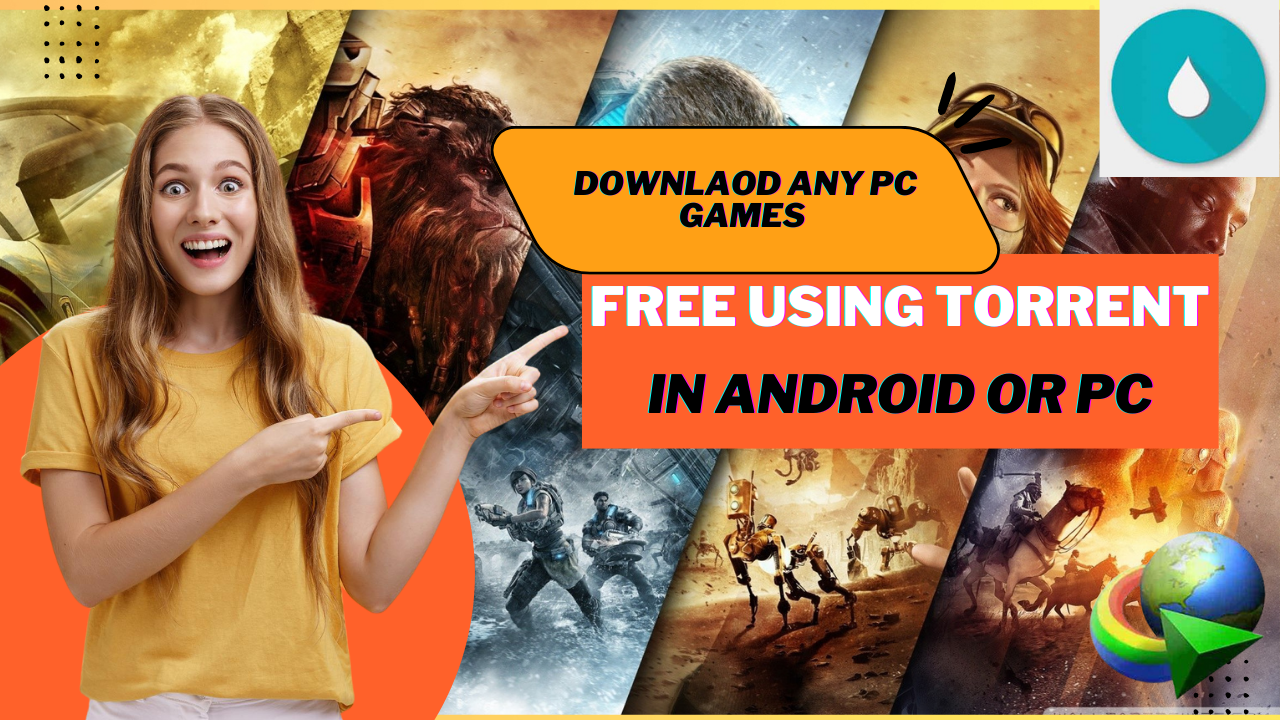 DOWNLAOD ANY PC
GAMES
FREE USING TORRENT
IN ANDROID OR PC